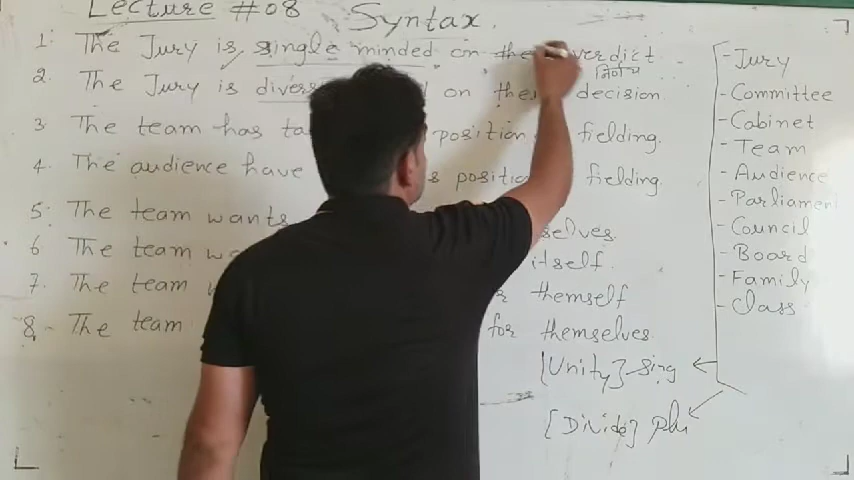 Lecture #08 Syntax.
1. The Jury is single minded on the verdict
निर्णय
2. The Jury is on decision.
3 The team has position fielding.
4. The audience have fielding.
5. The team wants selves.
6 The team itself.
7. The team themself
8 The team for themselves.
- Jury
- Committee
- Cabinet
- Team
- Audience
- Parliamen
- Council
- Board
- Family
- Class
[Unity] sing
[Divide] Plu